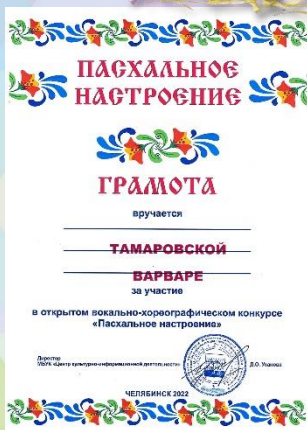 ПАСХАЛЬНОЕ
НАСТРОЕНИЕ
ГРАМОТА
вручается
ТАМАРОВСКОЙ
ВАРВАРЕ
за участие
в открытом вокально-хореографическом конкурсе
«Пасхальное настроение»
Директор
МБУК «Центр культурно-информационной деятельности»
ЧЕЛЯБИНСК 2022